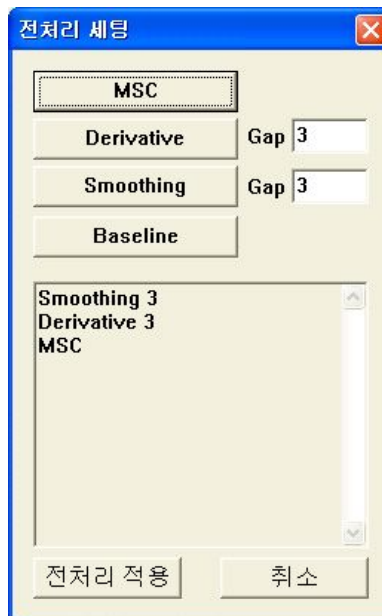 전처리 세팅
MSC
Derivative Gap 3
Smoothing Gap 3
Baseline
Smoothing 3
Derivative 3
MSC
전처리 적용 취소